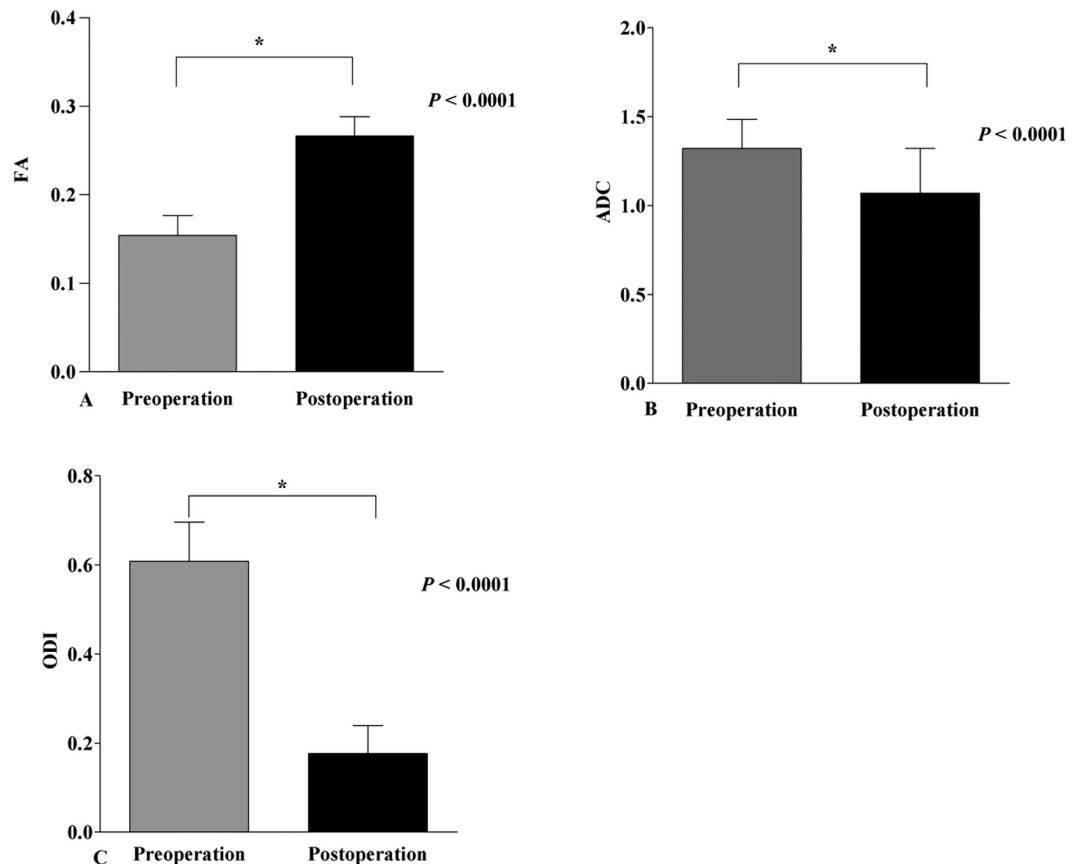 0.4
*
0.3
P < 0.0001
FA
0.2
0.1
0.0
A Preoperation Postoperation
2.0
*
1.5
P < 0.0001
ADC
1.0
0.5
0.0
B Preoperation Postoperation
0.8
*
0.6
P < 0.0001
ODI
0.4
0.2
0.0
C Preoperation Postoperation